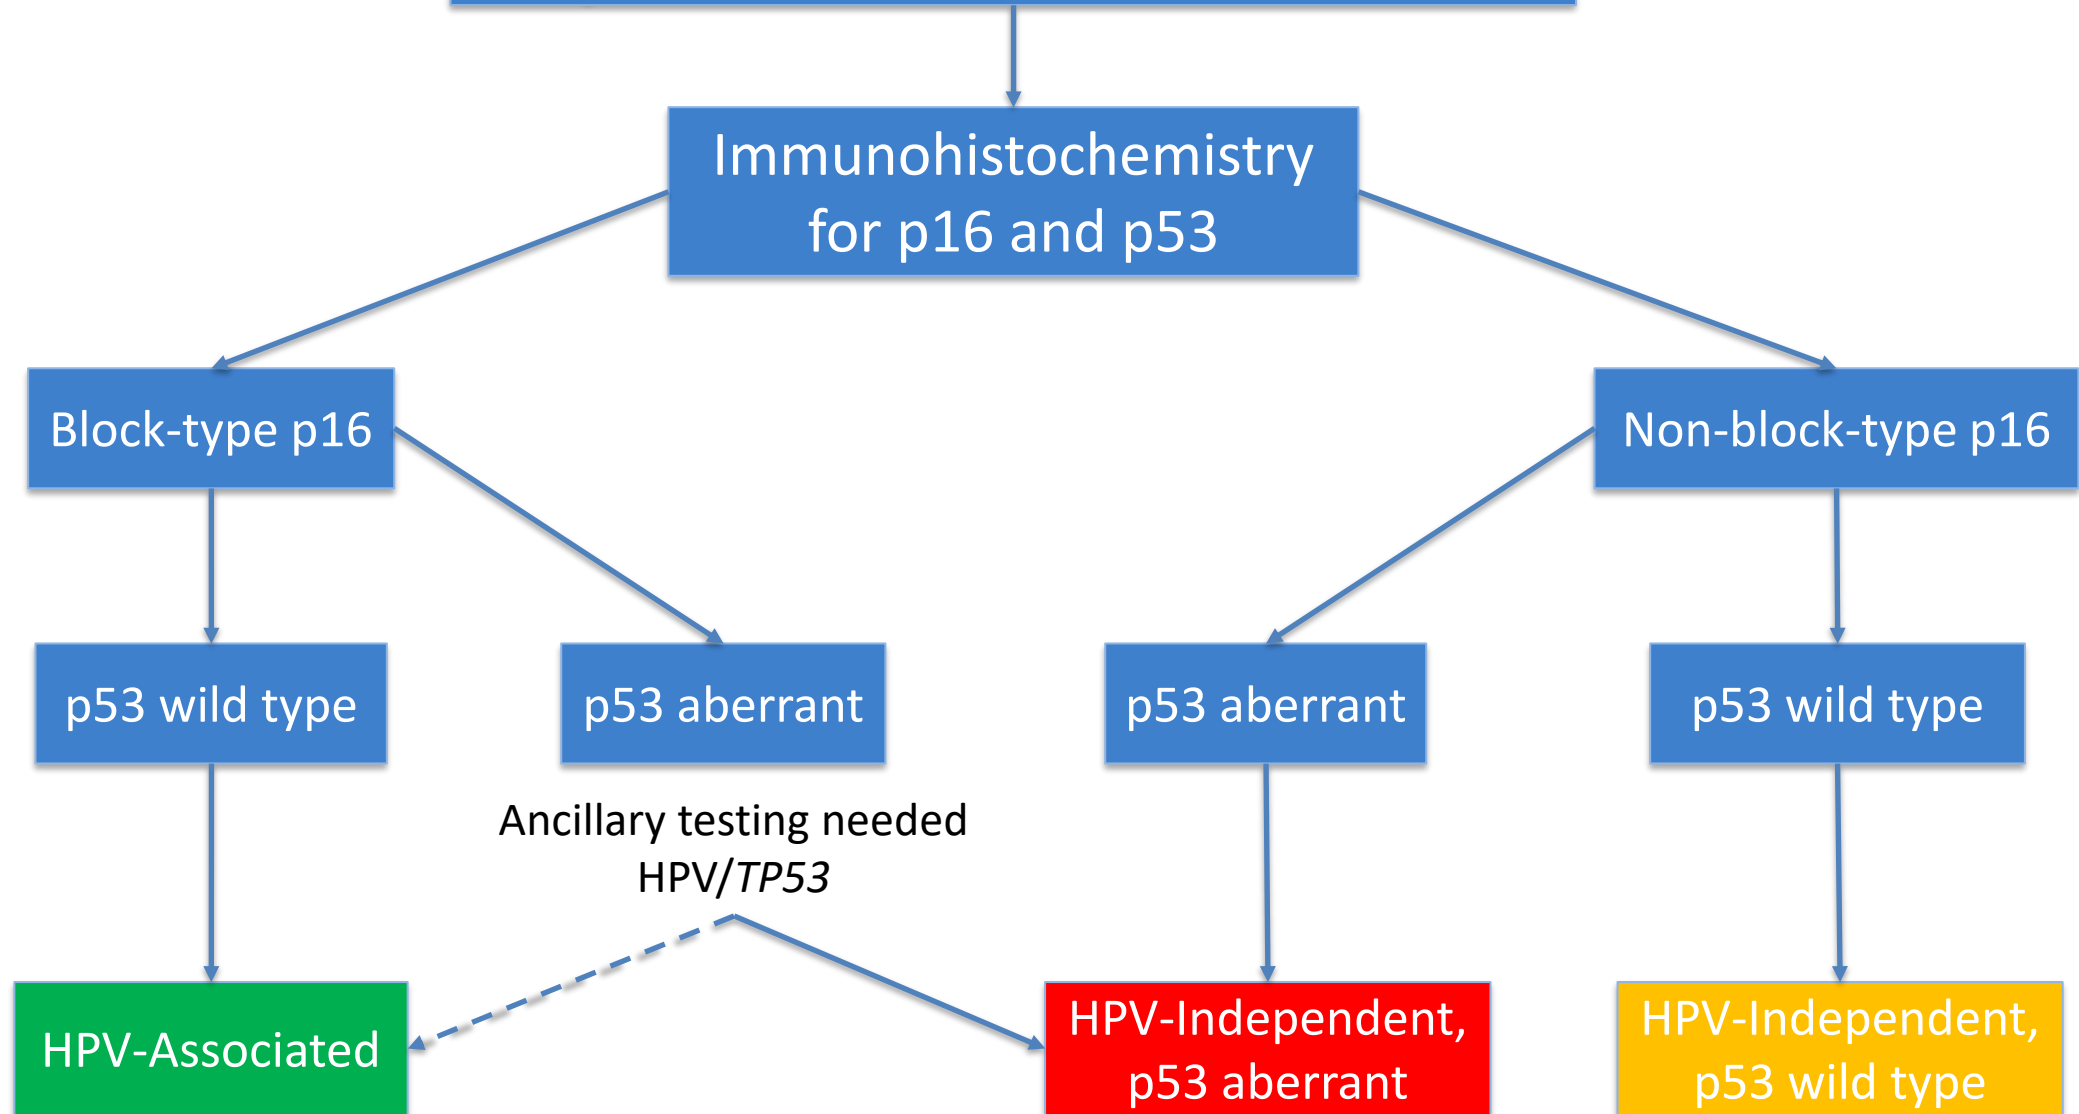 Immunohistochemistry
for p16 and p53
Block-type p16
Non-block-type p16
p53 wild type
p53 aberrant
p53 aberrant
p53 wild type
Ancillary testing needed
HPV/TP53
HPV-Associated
HPV-Independent,
p53 aberrant
HPV-Independent,
p53 wild type